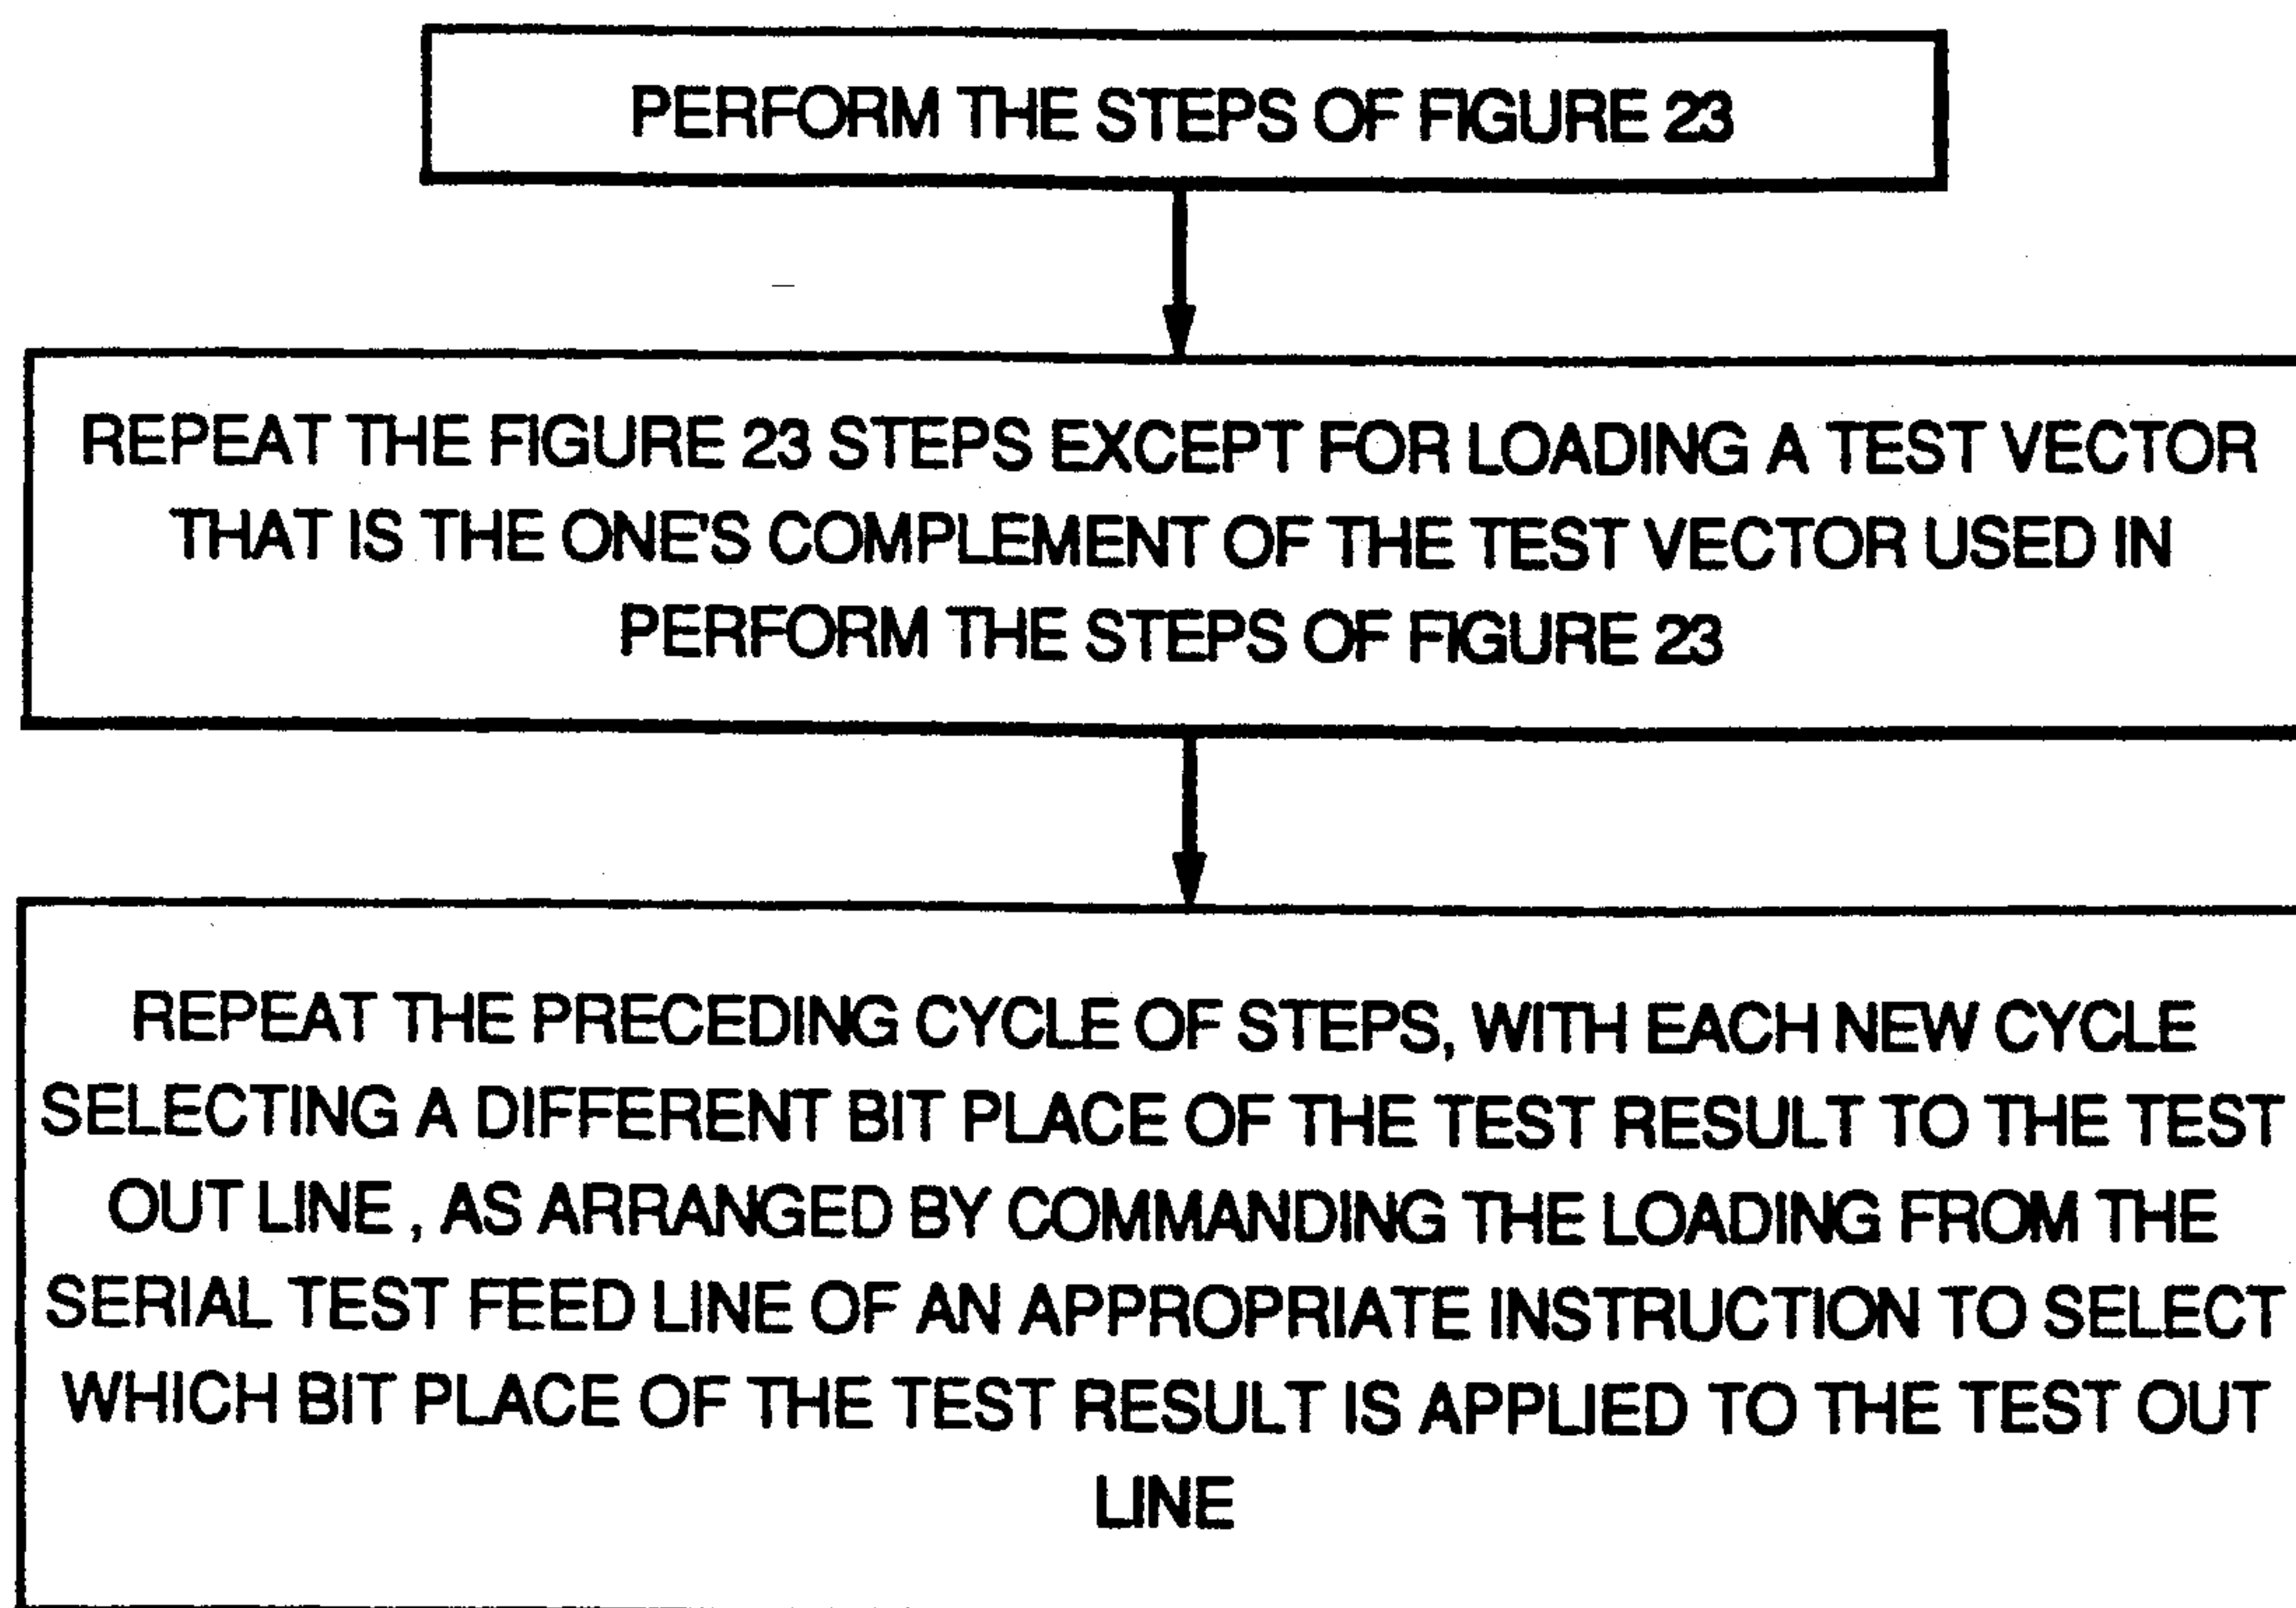 PERFORM THE STEPS OF FIGURE 23
REPEAT THE FIGURE 23 STEPS EXCEPT FOR LOADING A TEST VECTOR
THAT IS THE ONE'S COMPLEMENT OF THE TEST VECTOR USED IN
PERFORM THE STEPS OF FIGURE 23
REPEAT THE PRECEDING CYCLE OF STEPS, WITH EACH NEW CYCLE
SELECTING A DIFFERENT BIT PLACE OF THE TEST RESULT TO THE TEST
OUT LINE , AS ARRANGED BY COMMANDING THE LOADING FROM THE
SERIAL TEST FEED LINE OF AN APPROPRIATE INSTRUCTION TO SELECT
WHICH BIT PLACE OF THE TEST RESULT IS APPLIED TO THE TEST OUT
LINE